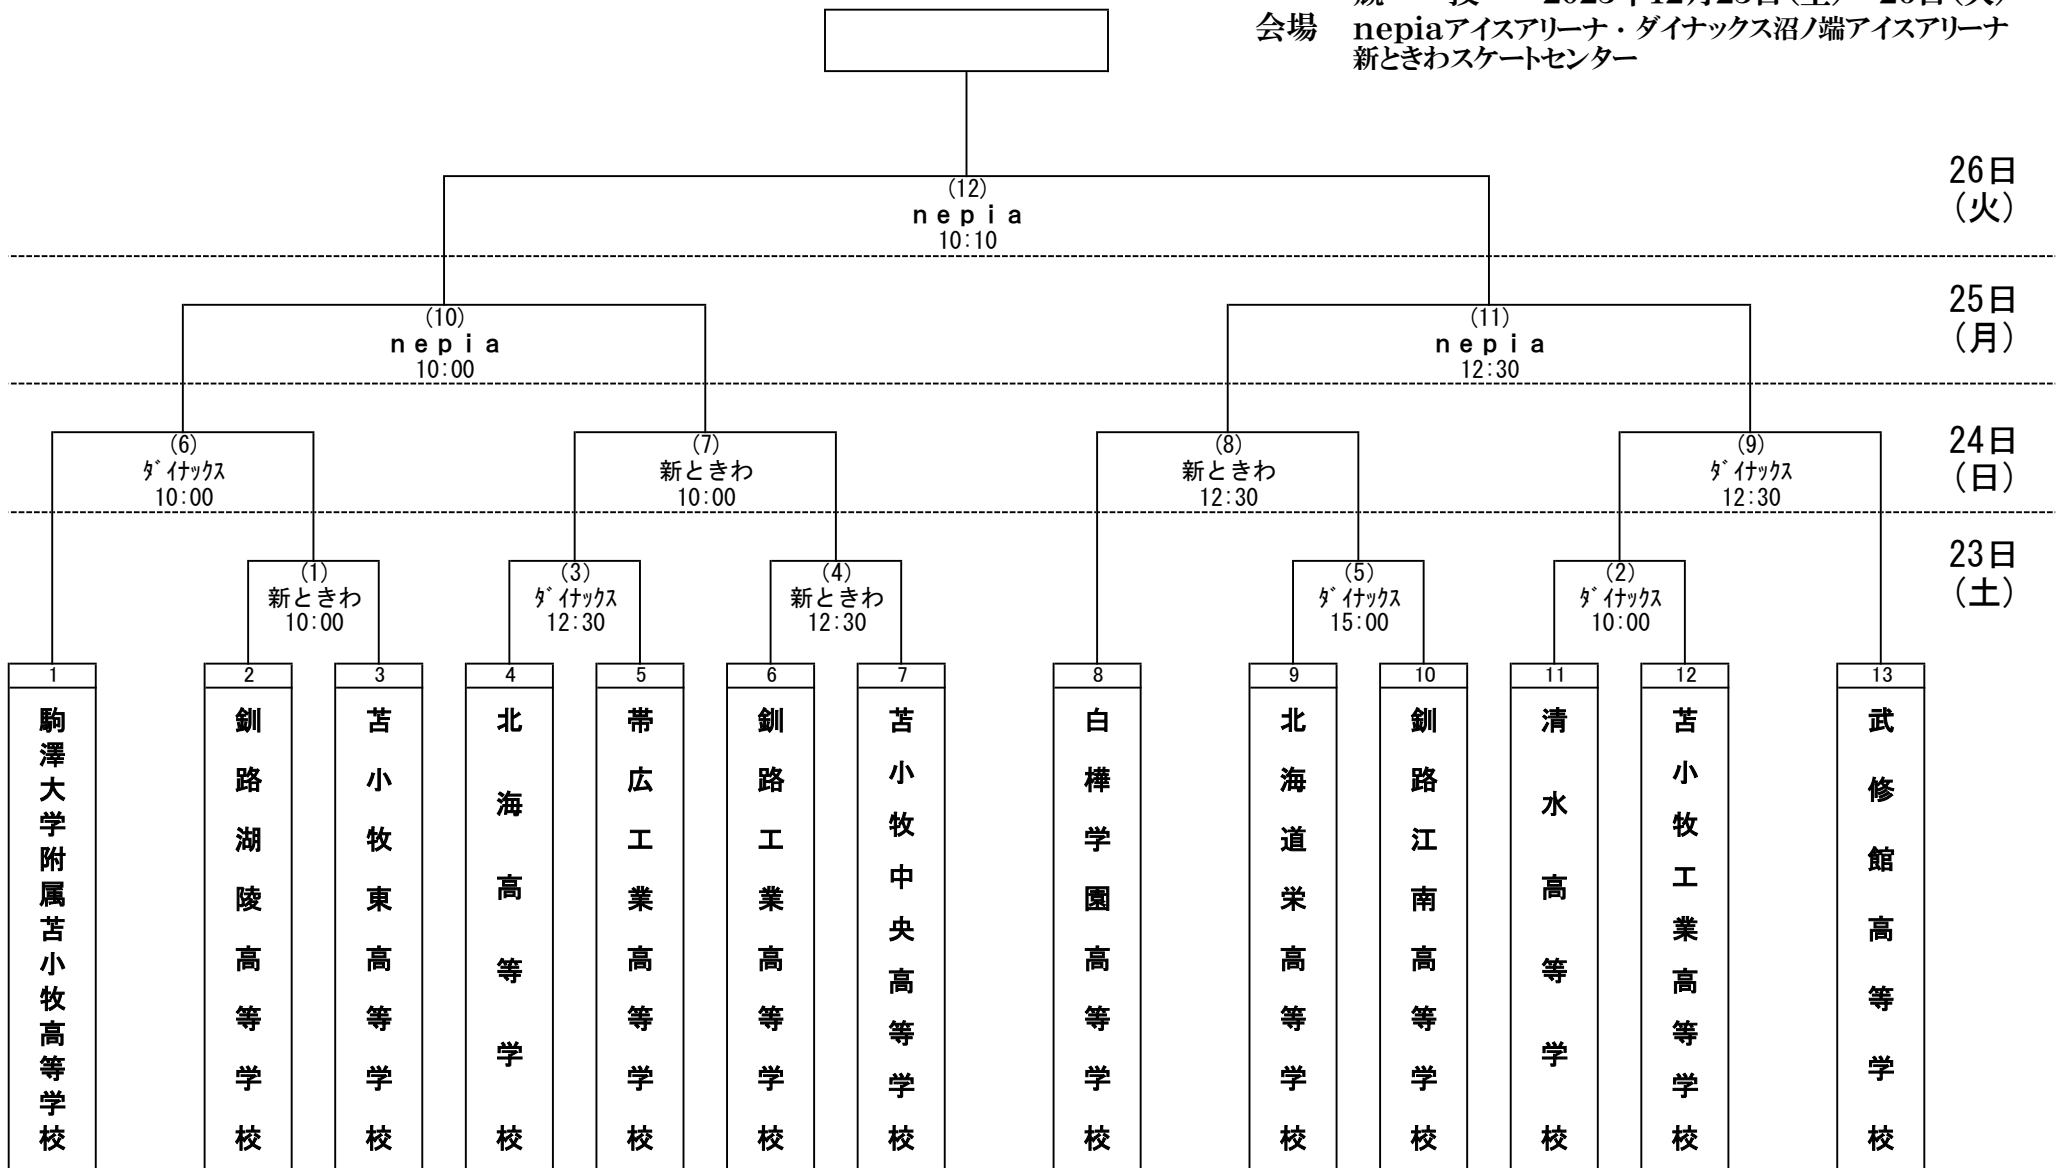 会場 nepiaアイスアリーナ・ダイナックス沼ノ端アイスアリーナ
新ときわスケートセンター
26日
(火)
(12)
ｎｅｐｉａ
10:10
25日
(月)
(10)
ｎｅｐｉａ
10:00
(11)
ｎｅｐｉａ
12:30
24日
(日)
(6)
ﾀﾞｲﾅックス
10:00
(7)
新ときわ
10:00
(8)
新ときわ
12:30
(9)
ﾀﾞｲﾅｯｸｽ
12:30
23日
(土)
(1)
新ときわ
10:00
(3)
ﾀﾞｲﾅｯｸｽ
12:30
(4)
新ときわ
12:30
(5)
ﾀﾞｲﾅｯｸｽ
15:00
(2)
ﾀﾞｲﾅｯｸｽ
10:00
1
駒澤大学附属苫小牧高等学校
2
釧路湖陵高等学校
3
苫小牧東高等学校
4
北海高等学校
5
帯広工業高等学校
6
釧路工業高等学校
7
苫小牧中央高等学校
8
白樺学園高等学校
9
北海道栄高等学校
10
釧路江南高等学校
11
清水高等学校
12
苫小牧工業高等学校
13
武修館高等学校